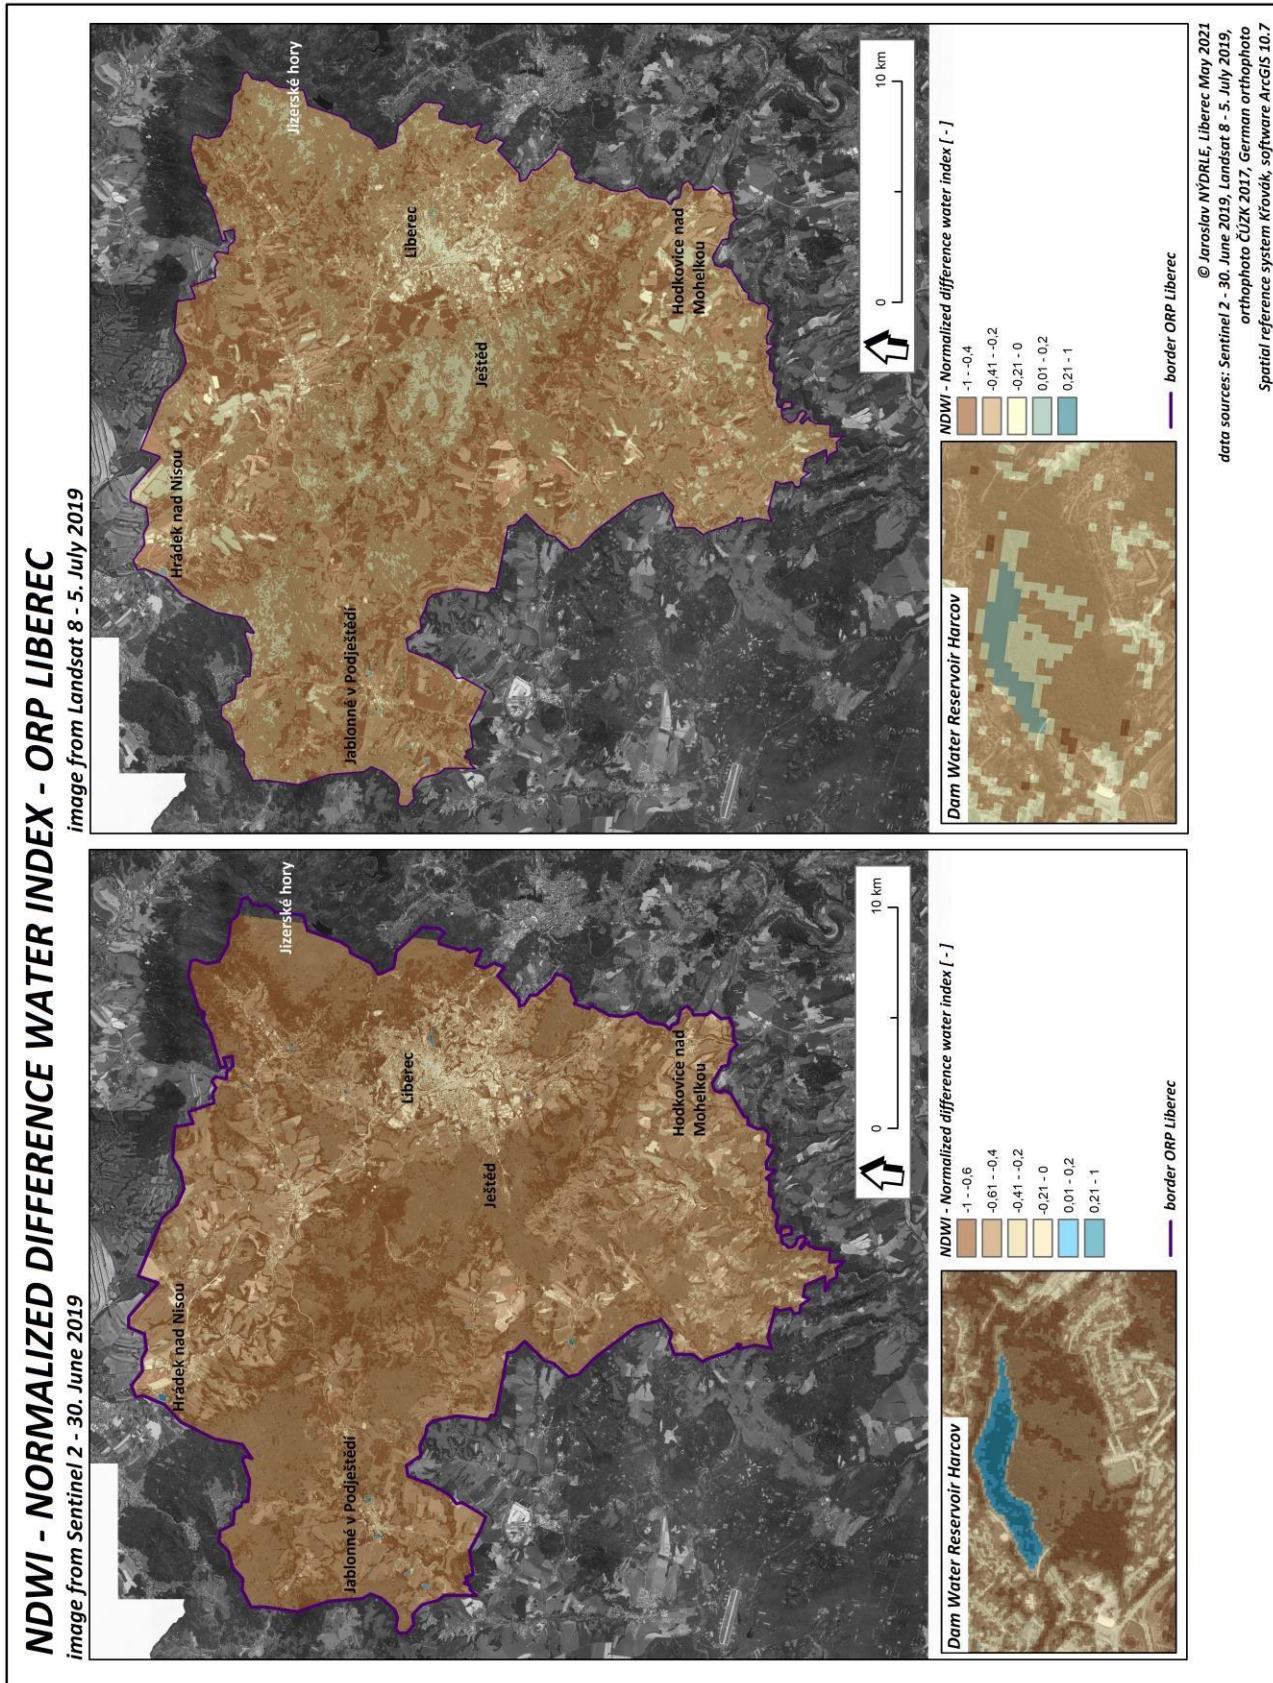 NDWI - NORMALIZED DIFFERENCE WATER INDEX - ORP LIBEREC
image from Sentinel 2 - 30. June 2019
Hrádek nad Nisou
Jizerské hory
Liberec
Jablonné v Podještědí
Ještěd
Hodkovice nad
Mohelkou
0
10 km
Dam Water Reservoir Harcov
NDWI - Normalized difference water index [ - ]
-1 - -0,6
-0,61 - -0,4
-0,41 - -0,2
-0,21 - 0
0,01 - 0,2
0,21 - 1
border ORP Liberec
image from Landsat 8 - 5. July 2019
Hrádek nad Nisou
Jizerské hory
Liberec
Jablonné v Podještědí
Ještěd
Hodkovice nad
Mohelkou
0
10 km
Dam Water Reservoir Harcov
NDWI - Normalized difference water index [ - ]
-1 - -0,4
-0,41 - -0,2
-0,21 - 0
0,01 - 0,2
0,21 - 1
border ORP Liberec
© Jaroslav NÝDRLE, Liberec May 2021
data sources: Sentinel 2 - 30. June 2019, Landsat 8 - 5. July 2019,
orthophoto ČÚZK 2017, German orthophoto
Spatial reference system Křovák, software ArcGIS 10.7